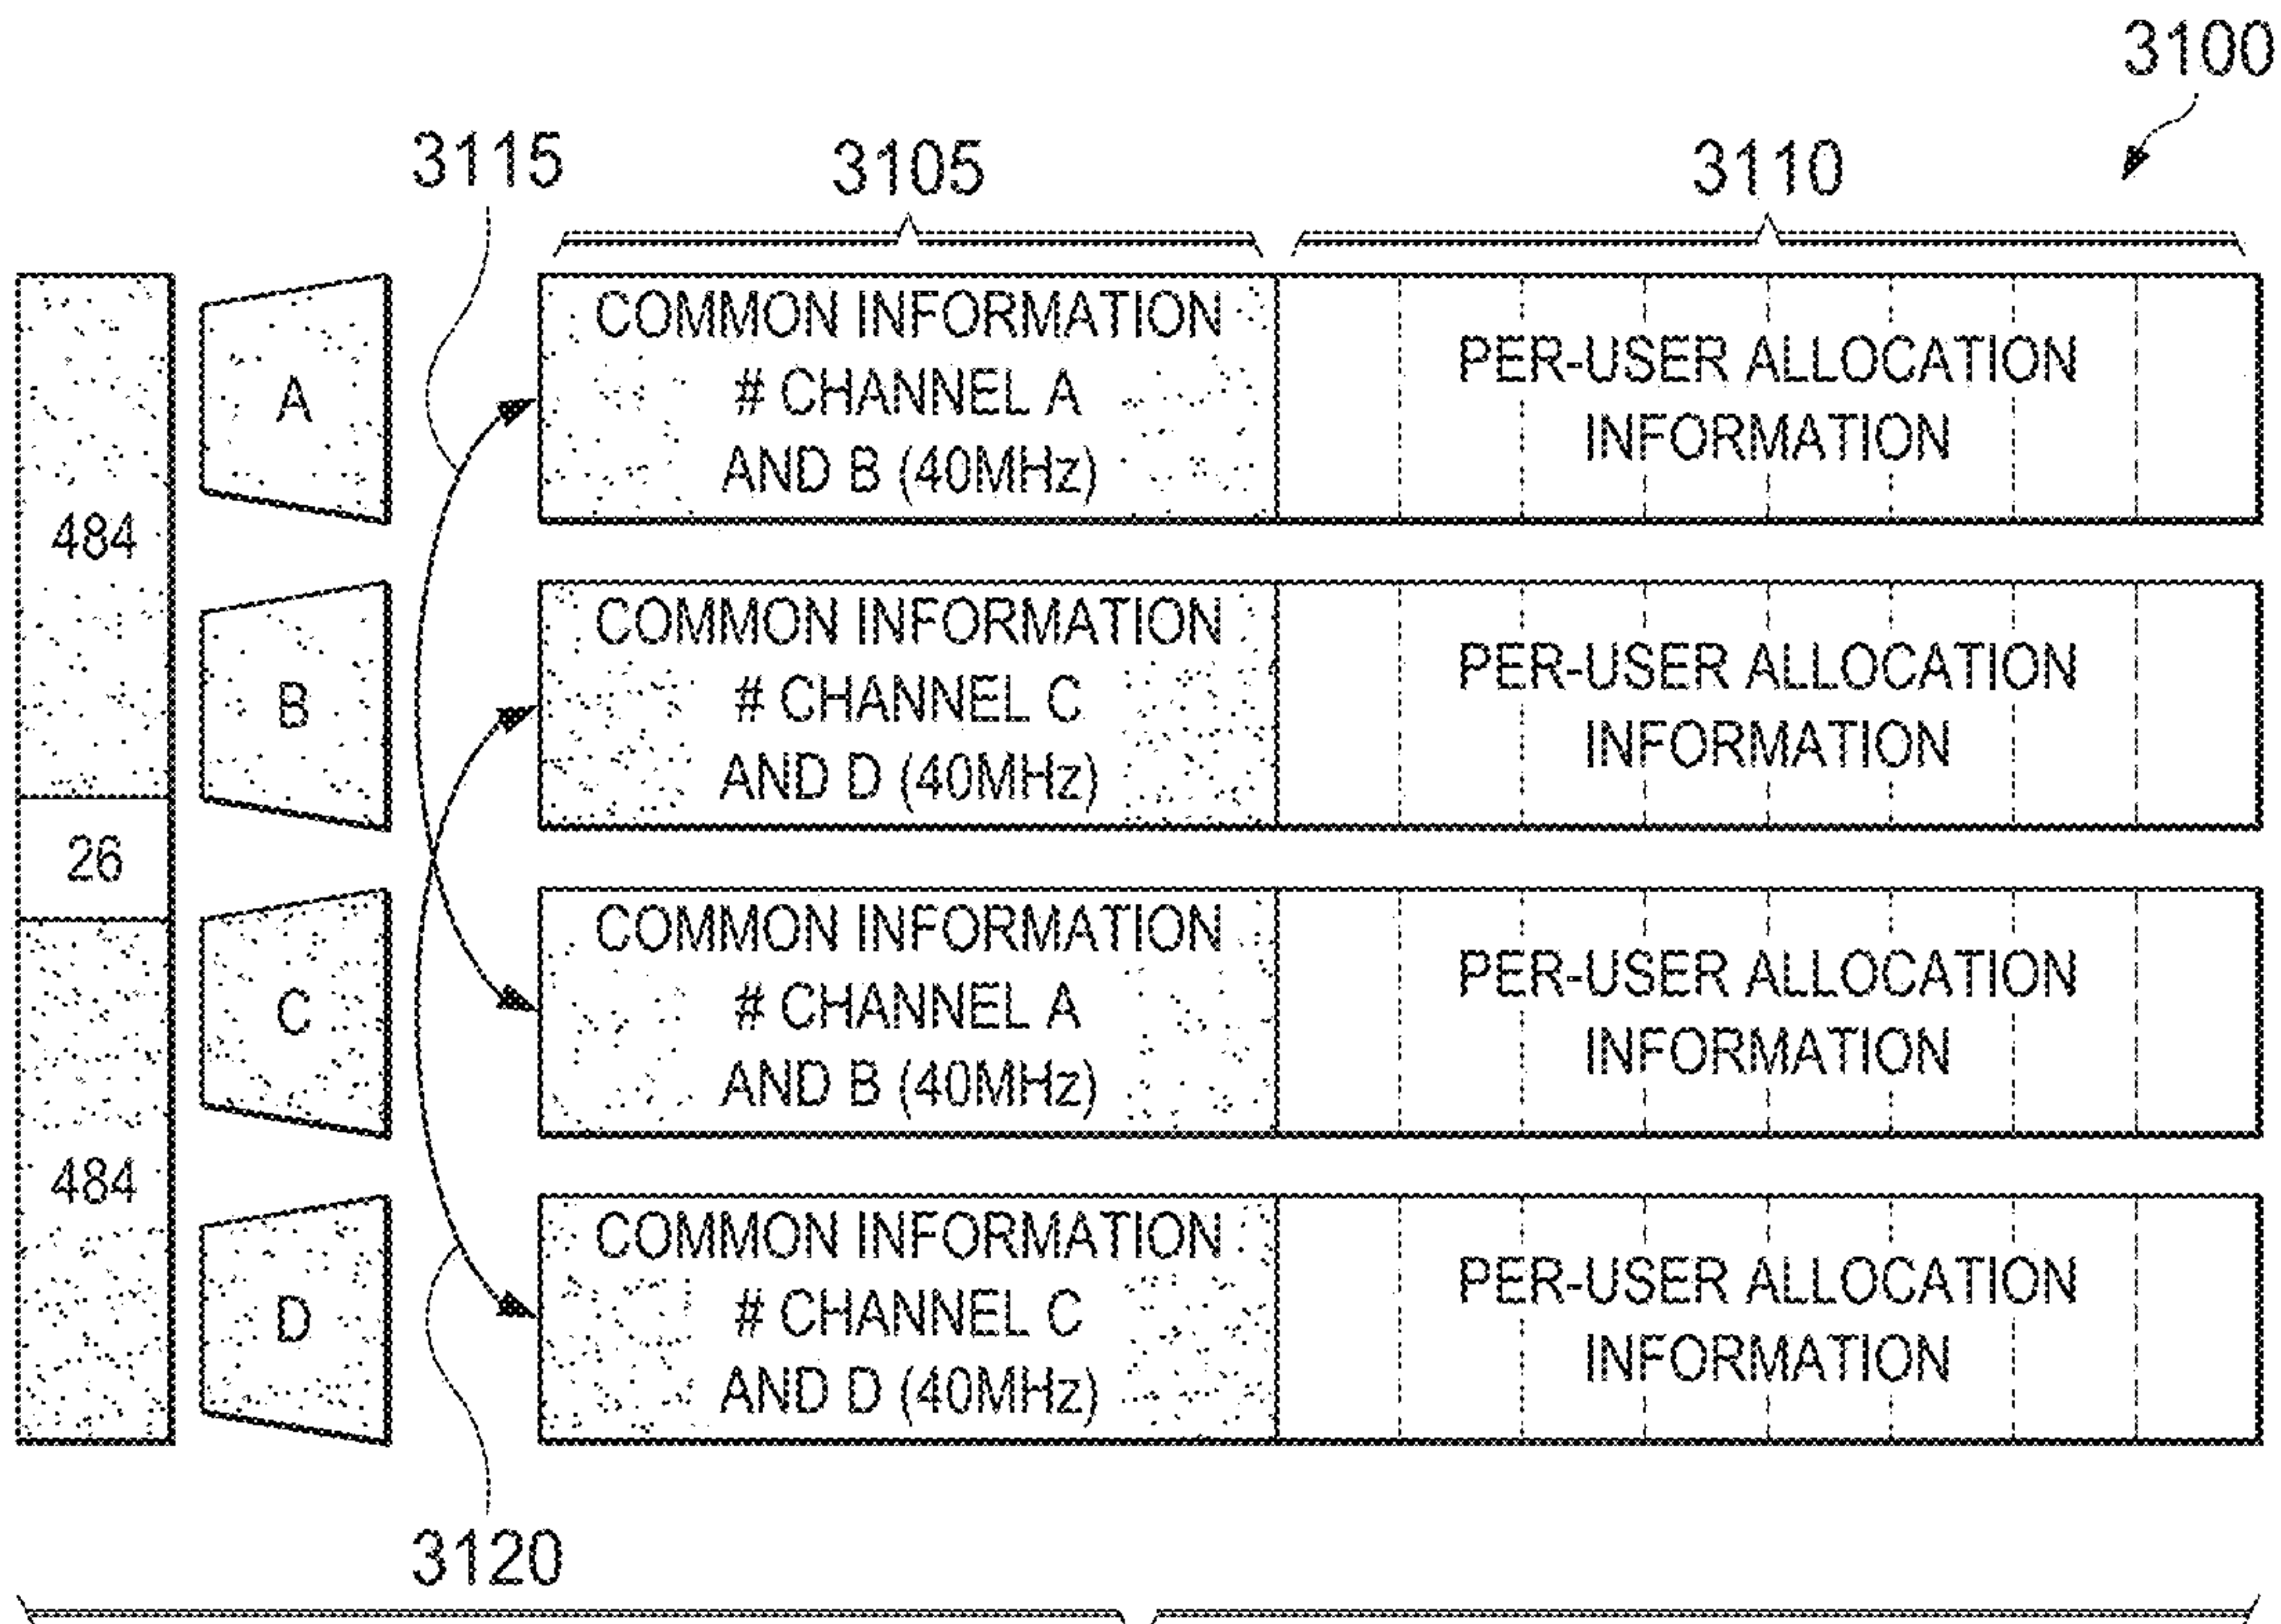 3100
3115
3105
3110
484
26
484
A
COMMON INFORMATION
# CHANNEL A
AND B (40MHz)
PER-USER ALLOCATION
INFORMATION
B
COMMON INFORMATION
# CHANNEL C
AND D (40MHz)
PER-USER ALLOCATION
INFORMATION
C
COMMON INFORMATION
# CHANNEL A
AND B (40MHz)
PER-USER ALLOCATION
INFORMATION
D
COMMON INFORMATION
# CHANNEL C
AND D (40MHz)
PER-USER ALLOCATION
INFORMATION
3120